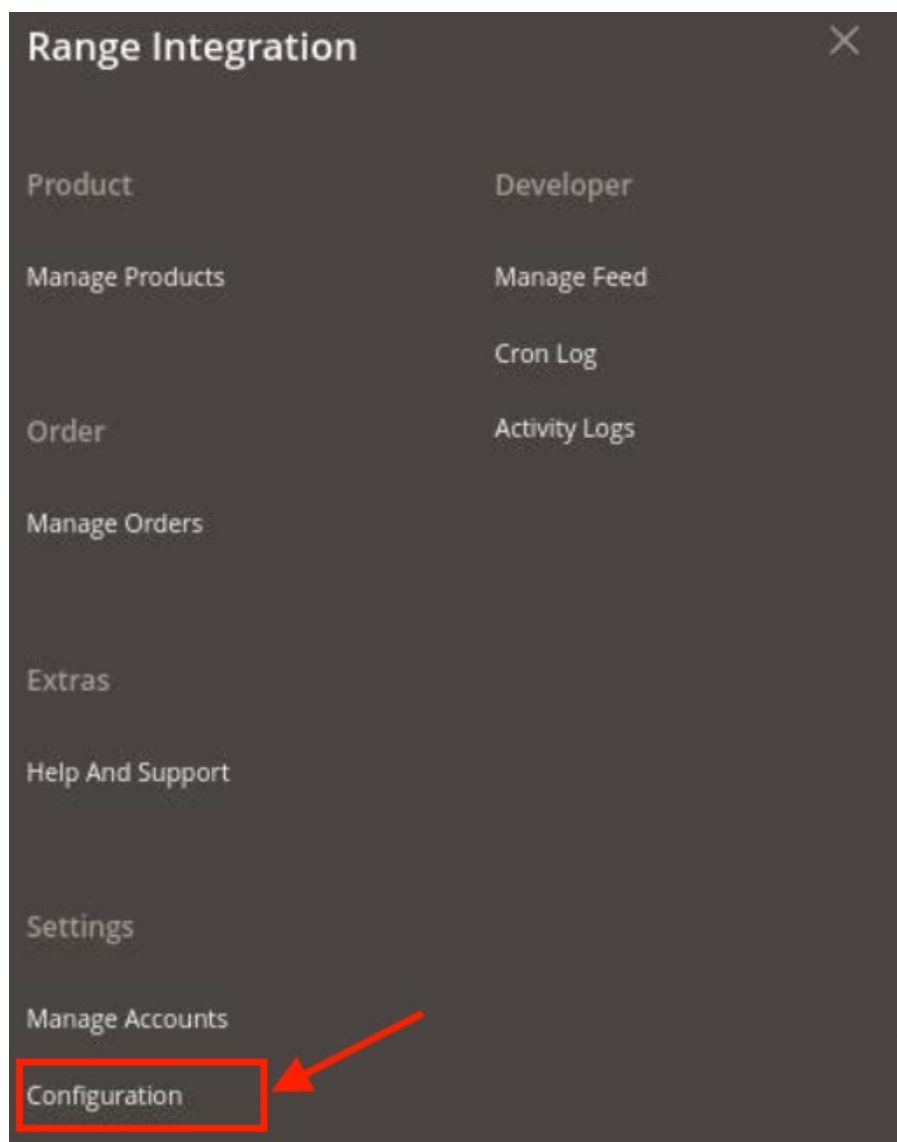 Range Integration
Product
Manage Products
Order
Manage Orders
Extras
Help And Support
Settings
Manage Accounts
Configuration
Developer
Manage Feed
Cron Log
Activity Logs